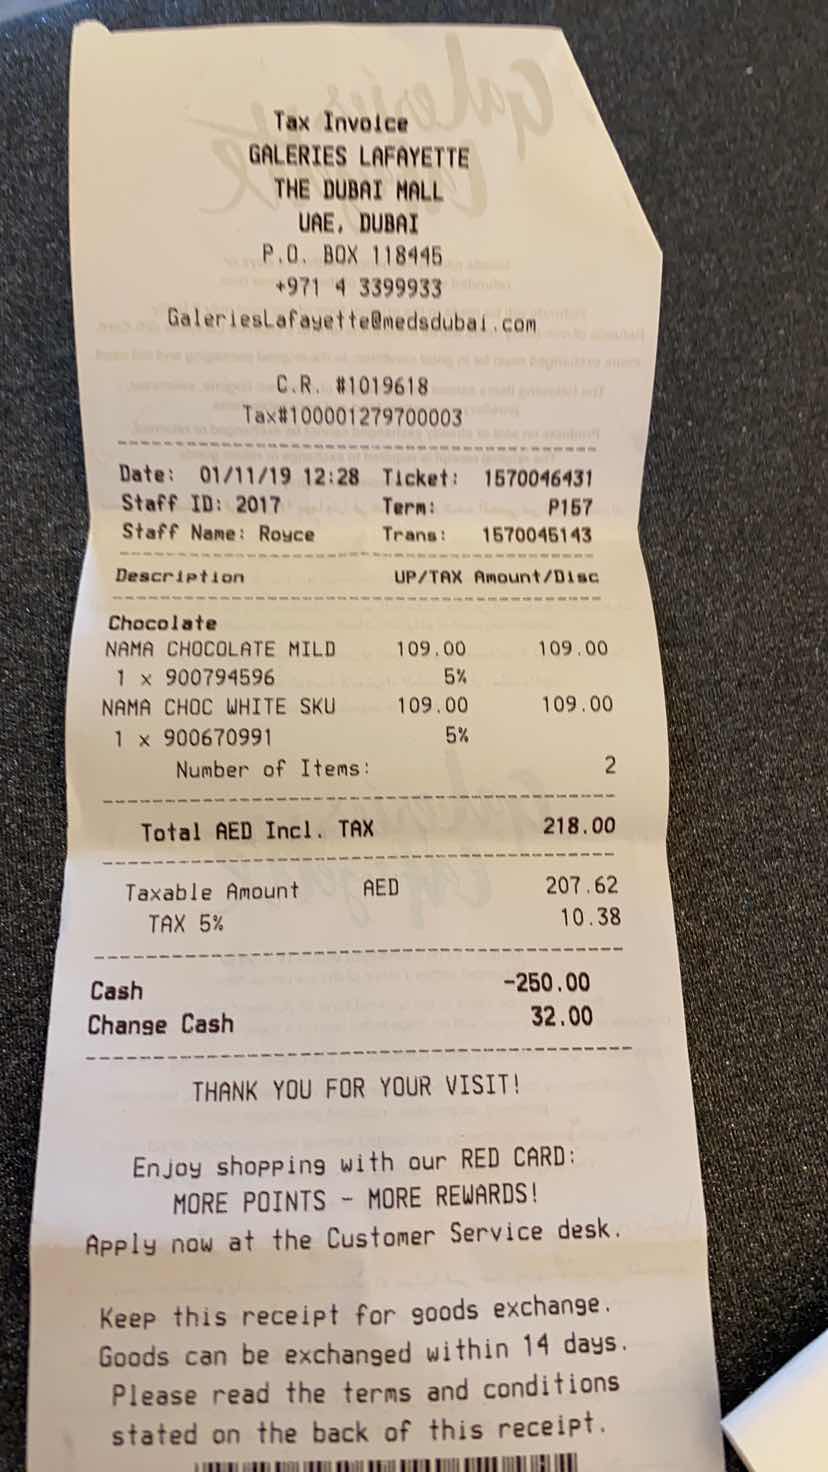 Tax Invoice
GALERIES LAFAYETTE
THE DUBAI MALL
UAE, DUBAI
P.O. BOX 118445
+971 4 3399933
GaleriesLafayette@medsdubai.com
C.R. #1019618
Tax#100001279700003
Date: 01/11/19 12:28 Ticket: 1570046431
Staff ID: 2017 Term: P157
Staff Name: Royce Trans: 1570045143
Description UP/TAX Amount/Disc
Chocolate
NAMA CHOCOLATE MILD 109.00 109.00
1 x 900794596 5%
NAMA CHOC WHITE SKU 109.00 109.00
1 x 900670991 5%
Number of Items: 2
Total AED Incl. TAX 218.00
Taxable Amount AED 207.62
TAX 5% 10.38
Cash -250.00
Change Cash 32.00
THANK YOU FOR YOUR VISIT!
Enjoy shopping with our RED CARD:
MORE POINTS - MORE REWARDS!
Apply now at the Customer Service desk.
Keep this receipt for goods exchange.
Goods can be exchanged within 14 days.
Please read the terms and conditions
stated on the back of this receipt.